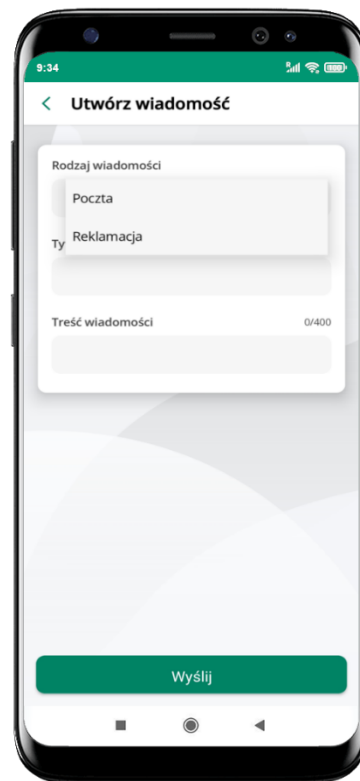 9:34
Utwórz wiadomość
Rodzaj wiadomości
Poczta
Reklamacja
Ty
Treść wiadomości 0/400
Wyślij